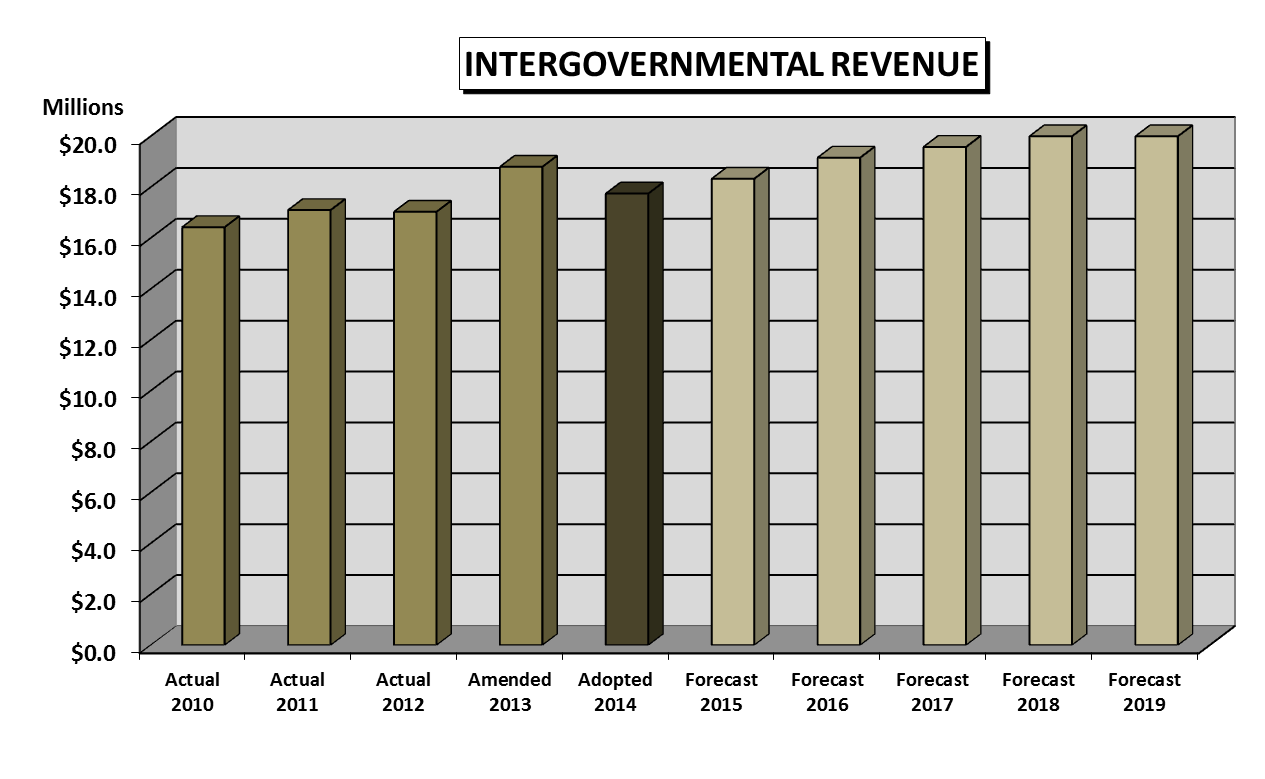 INTERGOVERNMENTAL REVENUE
Millions
$20.0
$18.0
$16.0
$14.0
$12.0
$10.0
$8.0
$6.0
$4.0
$2.0
$0.0
Actual Actual Actual Amended Adopted Forecast Forecast Forecast Forecast Forecast
2010 2011 2012 2013 2014 2015 2016 2017 2018 2019